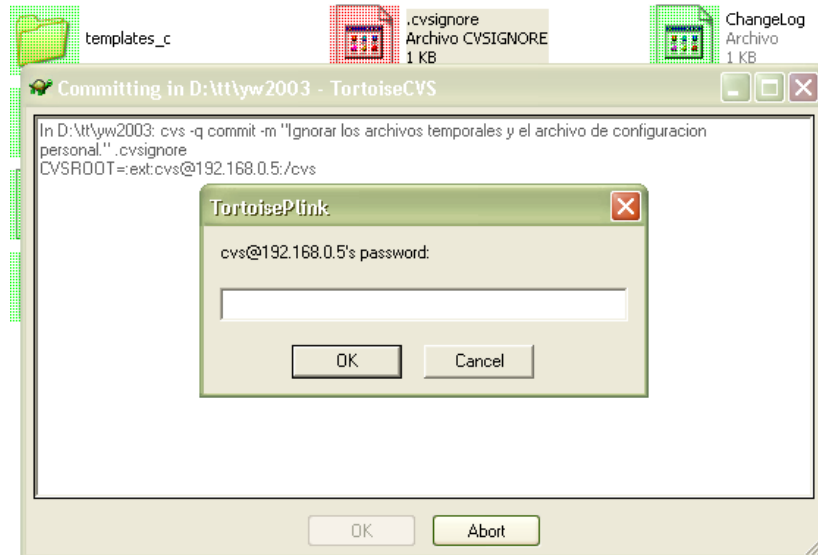 templates_c
.cvsignore
Archivo CVSIGNORE
1 KB
ChangeLog
Archivo
1 KB
Committing in D:\tt\yw2003 - TortoiseCVS
In D:\tt\yw2003: cvs -q commit -m "Ignorar los archivos temporales y el archivo de configuracion
personal." .cvsignore
CVSROOT=:ext:cvs@192.168.0.5:/cvs
TortoisePlink
cvs@192.168.0.5's password:
OK
Cancel
OK
Abort